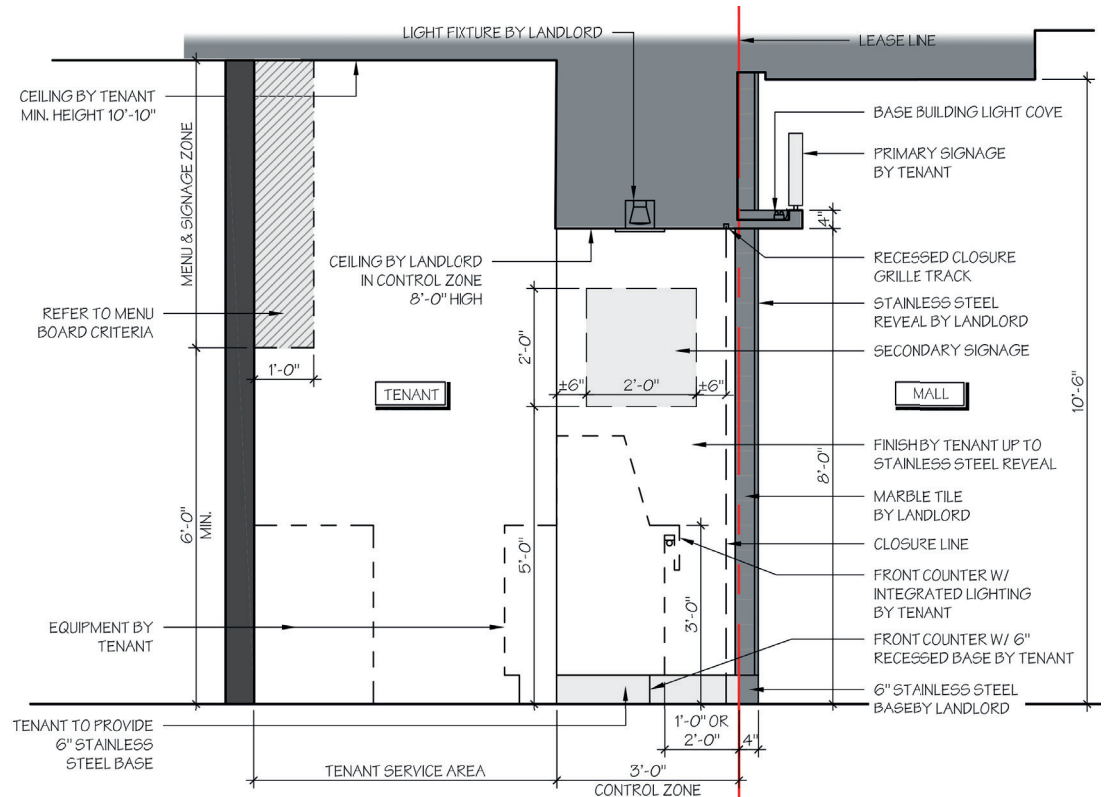 LIGHT FIXTURE BY LANDLORD
LEASE LINE
CEILING BY TENANT
MIN. HEIGHT 10'-10"
BASE BUILDING LIGHT COVE
PRIMARY SIGNAGE
BY TENANT
MENU & SIGNAGE ZONE
4"
CEILING BY LANDLORD
IN CONTROL ZONE
8'-0" HIGH
RECESSED CLOSURE
GRILLE TRACK
STAINLESS STEEL
REVEAL BY LANDLORD
REFER TO MENU
BOARD CRITERIA
SECONDARY SIGNAGE
1'-0"
2'-0"
±6"
2'-0"
±6"
TENANT
MALL
10'-6"
FINISH BY TENANT UP TO
STAINLESS STEEL REVEAL
8'-0"
MARBLE TILE
BY LANDLORD
6'-0"
MIN.
CLOSURE LINE
5'-0"
FRONT COUNTER W/
INTEGRATED LIGHTING
BY TENANT
3'-0"
EQUIPMENT BY
TENANT
FRONT COUNTER W/ 6"
RECESSED BASE BY TENANT
6" STAINLESS STEEL
BASEBY LANDLORD
TENANT TO PROVIDE
6" STAINLESS
STEEL BASE
1'-0" OR
2'-0"
4"
TENANT SERVICE AREA
3'-0"
CONTROL ZONE